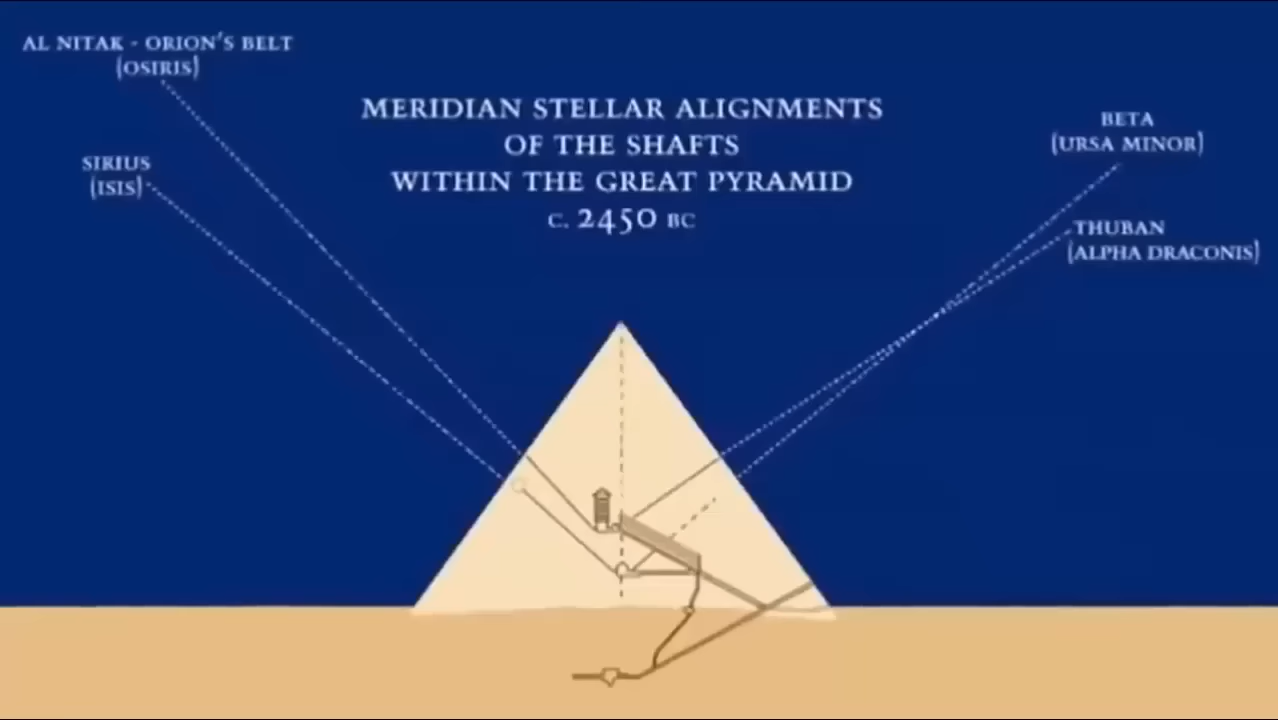 AL NITAK - ORION'S BELT
(OSIRIS)
SIRIUS
(ISIS)
MERIDIAN STELLAR ALIGNMENTS
OF THE SHAFTS
WITHIN THE GREAT PYRAMID
C. 2450 BC
BETA
(URSA MINOR)
THUBAN
(ALPHA DRACONIS)